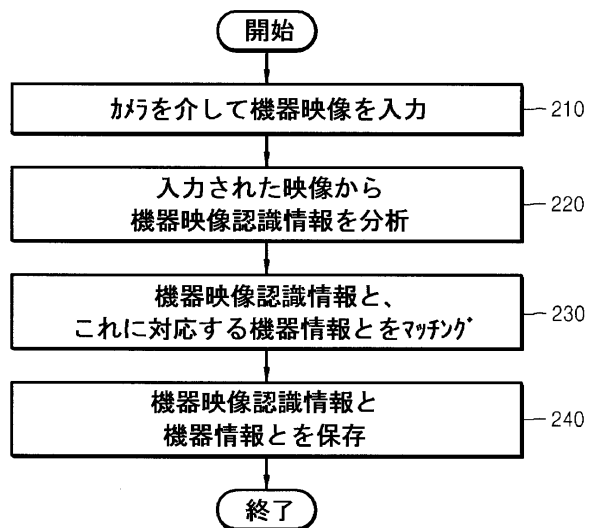 開始
ｶﾒﾗを介して機器映像を入力
210
入力された映像から
機器映像認識情報を分析
220
機器映像認識情報と、
これに対応する機器情報とをﾏｯﾁﾝｸﾞ
230
機器映像認識情報と
機器情報とを保存
240
終了